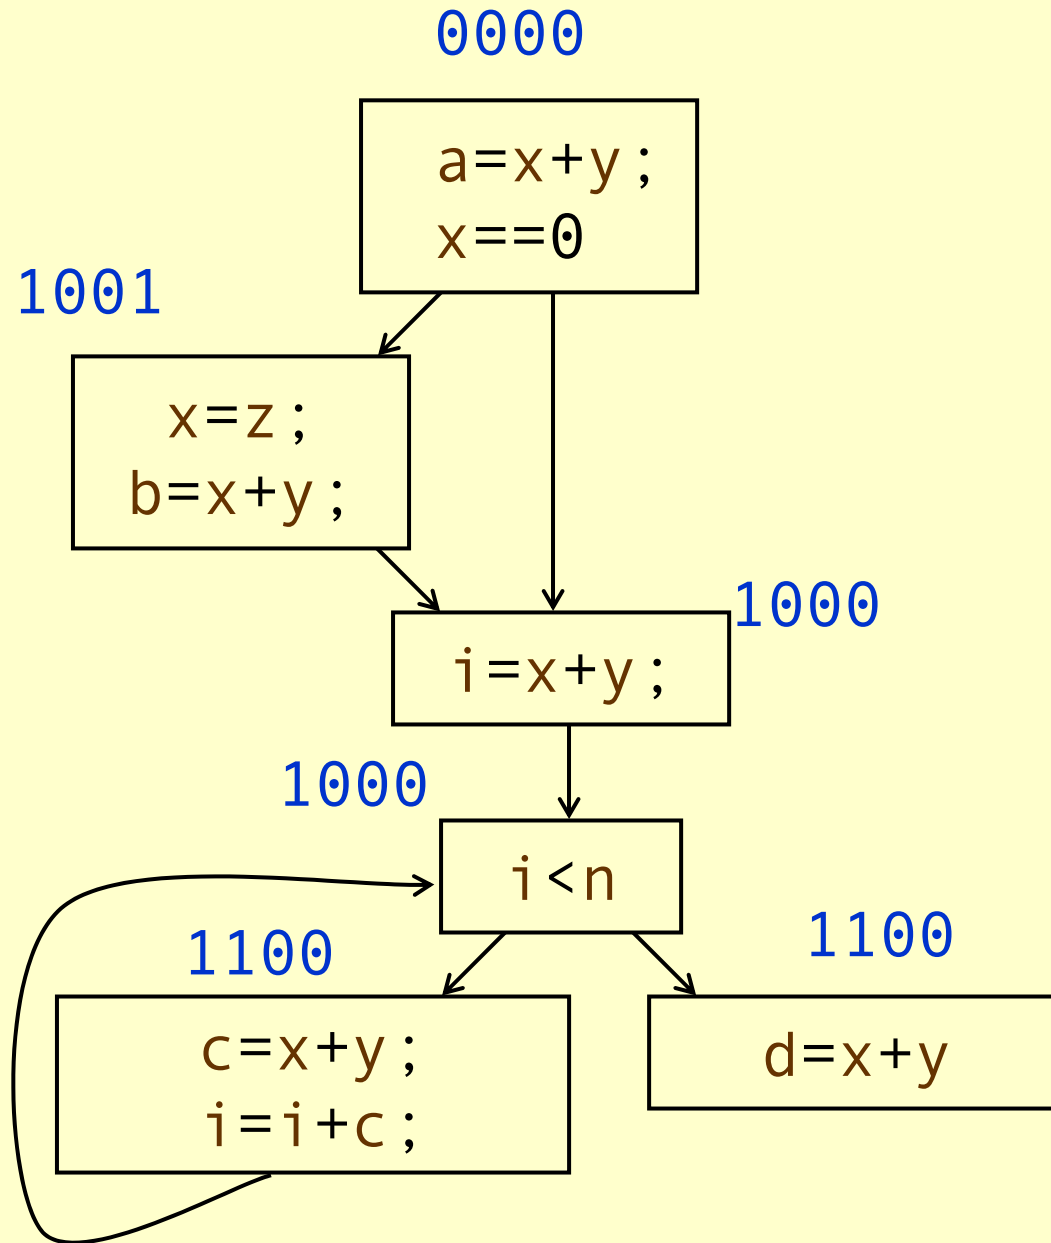 0000
a=x+y;
x==0
1001
x=z;
b=x+y;
1000
i=x+y;
1000
i<n
1100
c=x+y;
i=i+c;
1100
d=x+y